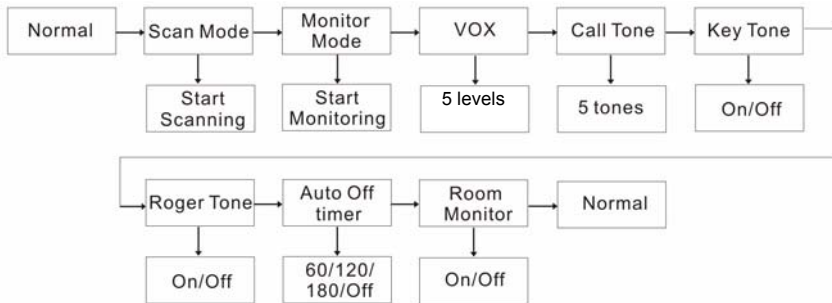 Normal
Scan Mode
Monitor
Mode
VOX
Call Tone
Key Tone
Start
Scanning
Start
Monitoring
5 levels
5 tones
On/Off
Roger Tone
Auto Off
timer
Room
Monitor
Normal
On/Off
60/120/
180/Off
On/Off